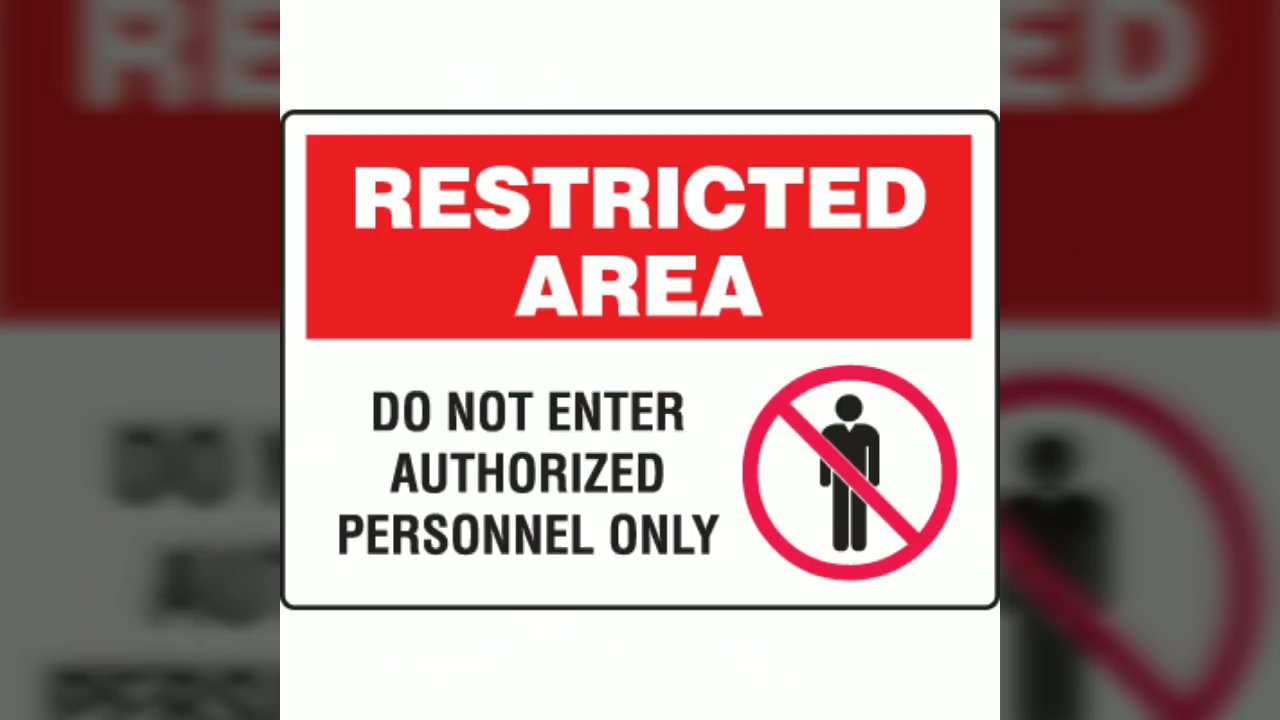 RESTRICTED
AREA
DO NOT ENTER
AUTHORIZED
PERSONNEL ONLY